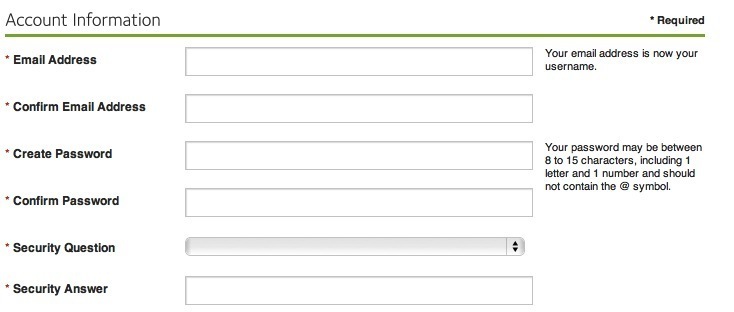 Account Information
* Required
* Email Address
Your email address is now your
username.
* Confirm Email Address
* Create Password
Your password may be between
8 to 15 characters, including 1
letter and 1 number and should
not contain the @ symbol.
* Confirm Password
* Security Question
* Security Answer